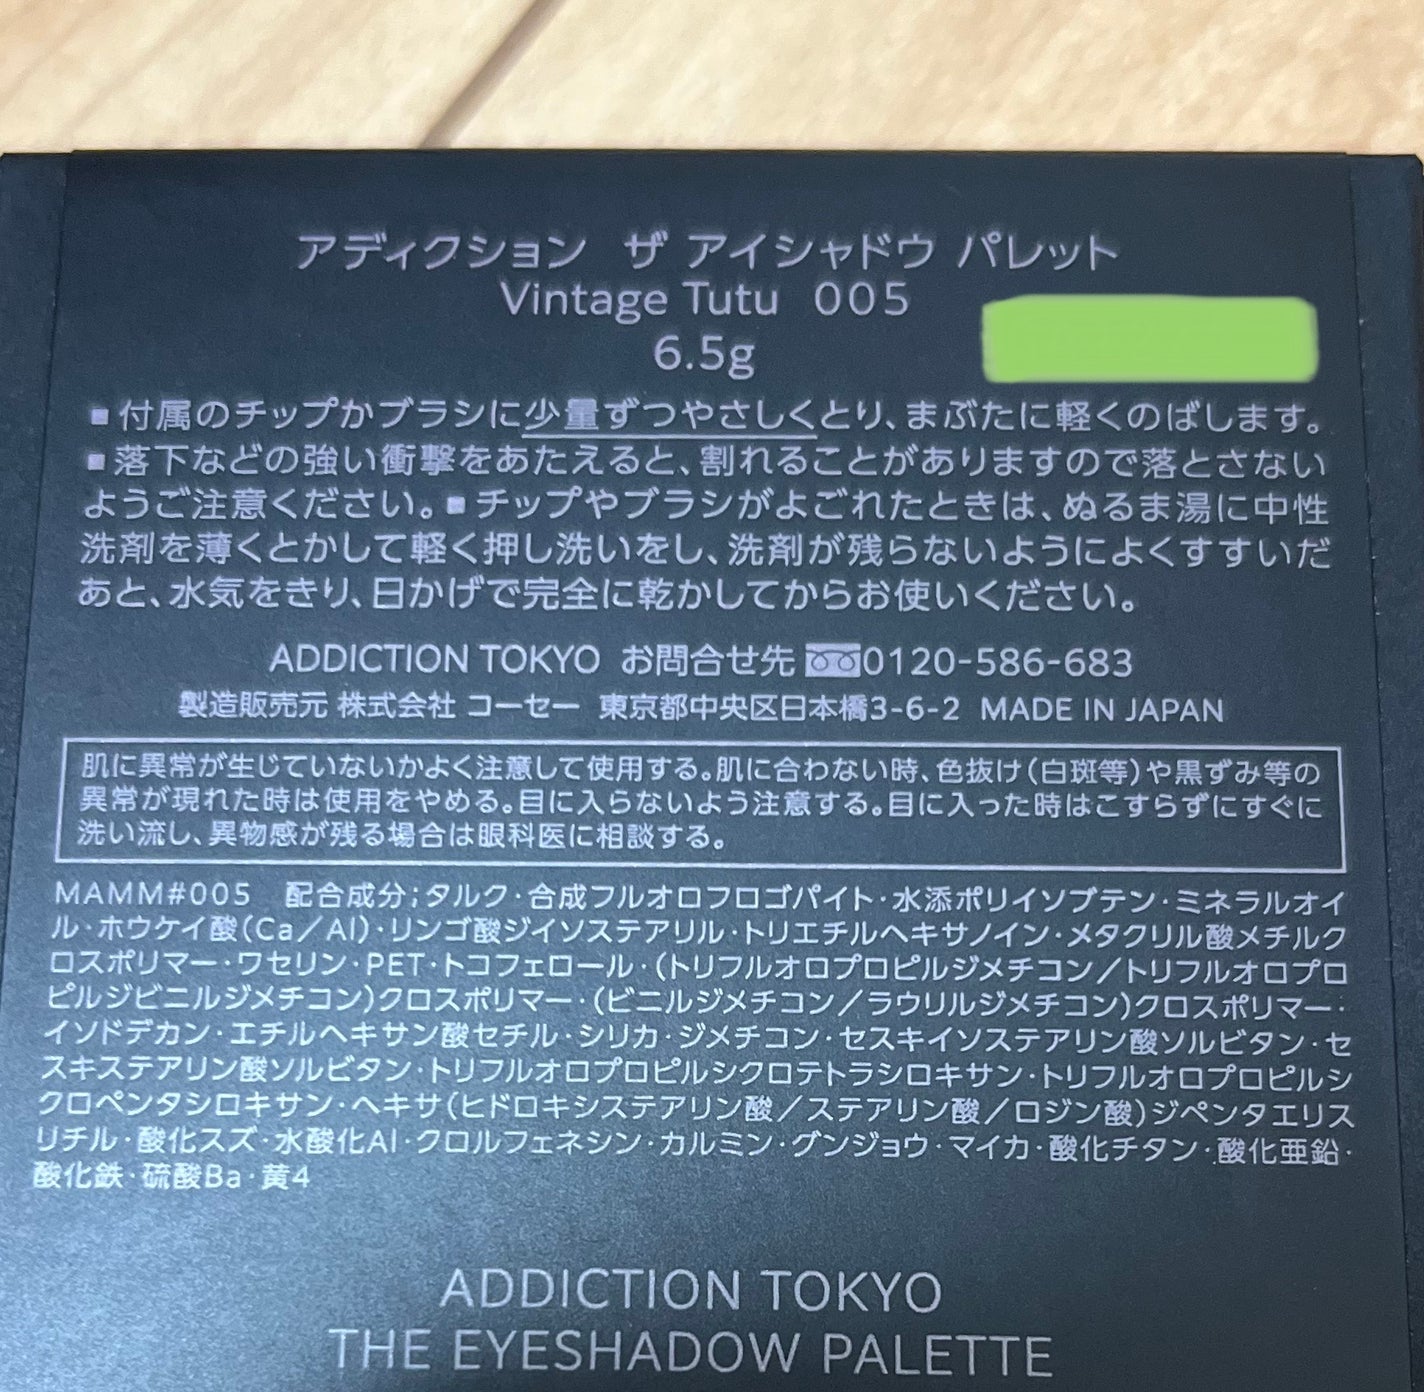 アディクション ザ アイシャドウ パレット
Vintage Tutu 005
6.5g
■付属のチップかブラシに少量ずつやさしくとり、まぶたに軽くのばします。
■落下などの強い衝撃をあたえると、割れることがありますので落とさない
ようご注意ください。■チップやブラシがよごれたときは、ぬるま湯に中性
洗剤を薄くとかして軽く押し洗いをし、洗剤が残らないようによくすすいだ
あと、水気をきり、日かげで完全に乾かしてからお使いください。
ADDICTION TOKYO お問合せ先 0120-586-683
製造販売元 株式会社 コーセー 東京都中央区日本橋3-6-2 MADE IN JAPAN
肌に異常が生じていないかよく注意して使用する。肌に合わない時、色抜け(白斑等)や黒ずみ等の
異常が現れた時は使用をやめる。目に入らないよう注意する。目に入った時はこすらずにすぐに
洗い流し、異物感が残る場合は眼科医に相談する。
MAMM#005 配合成分;タルク・合成フルオロフロゴパイト・水添ポリイソブテン・ミネラルオイ
ル・ホウケイ酸(Ca/Al)・リンゴ酸ジイソステアリル・トリエチルヘキサノイン・メタクリル酸メチルク
ロスポリマー・ワセリン・PET・トコフェロール・(トリフルオロプロピルジメチコン/トリフルオロプロ
ピルジビニルジメチコン)クロスポリマー・(ビニルジメチコン/ラウリルジメチコン)クロスポリマー・
イソドデカン・エチルヘキサン酸セチル・シリカ・ジメチコン・セスキイソステアリン酸ソルビタン・セ
スキステアリン酸ソルビタン・トリフルオロプロピルシクロテトラシロキサン・トリフルオロプロピルシ
クロペンタシロキサン・ヘキサ(ヒドロキシステアリン酸/ステアリン酸/ロジン酸)ジペンタエリス
リチル・酸化スズ・水酸化Al・クロルフェネシン・カルミン・グンジョウ・マイカ・酸化チタン・酸化亜鉛・
酸化鉄・硫酸Ba・黄4
ADDICTION TOKYO
THE EYESHADOW PALETTE